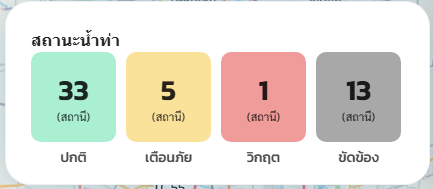 สถานะน้ำท่า
33 5 1 13
(สถานี) (สถานี) (สถานี) (สถานี)
ปกติ เตือนภัย วิกฤต ขัดข้อง